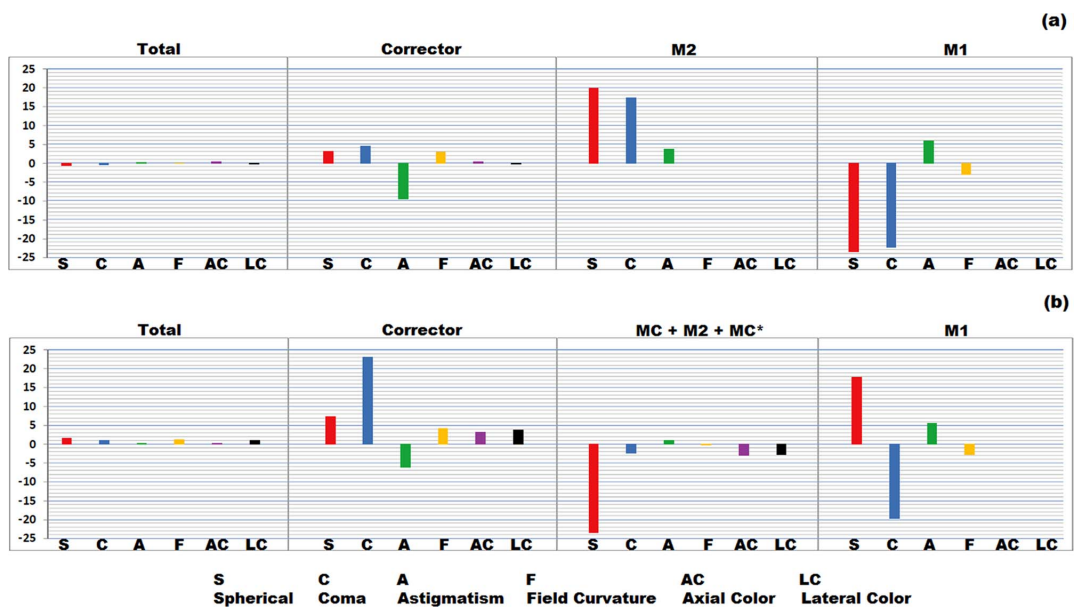 (a)
Total Corrector M2 M1
25
20
15
10
5
0
-5
-10
-15
-20
-25
S C A F AC LC S C A F AC LC S C A F AC LC S C A F AC LC
(b)
Total Corrector MC + M2 + MC* M1
25
20
15
10
5
0
-5
-10
-15
-20
-25
S C A F AC LC S C A F AC LC S C A F AC LC S C A F AC LC
S C A F AC LC
Spherical Coma Astigmatism Field Curvature Axial Color Lateral Color